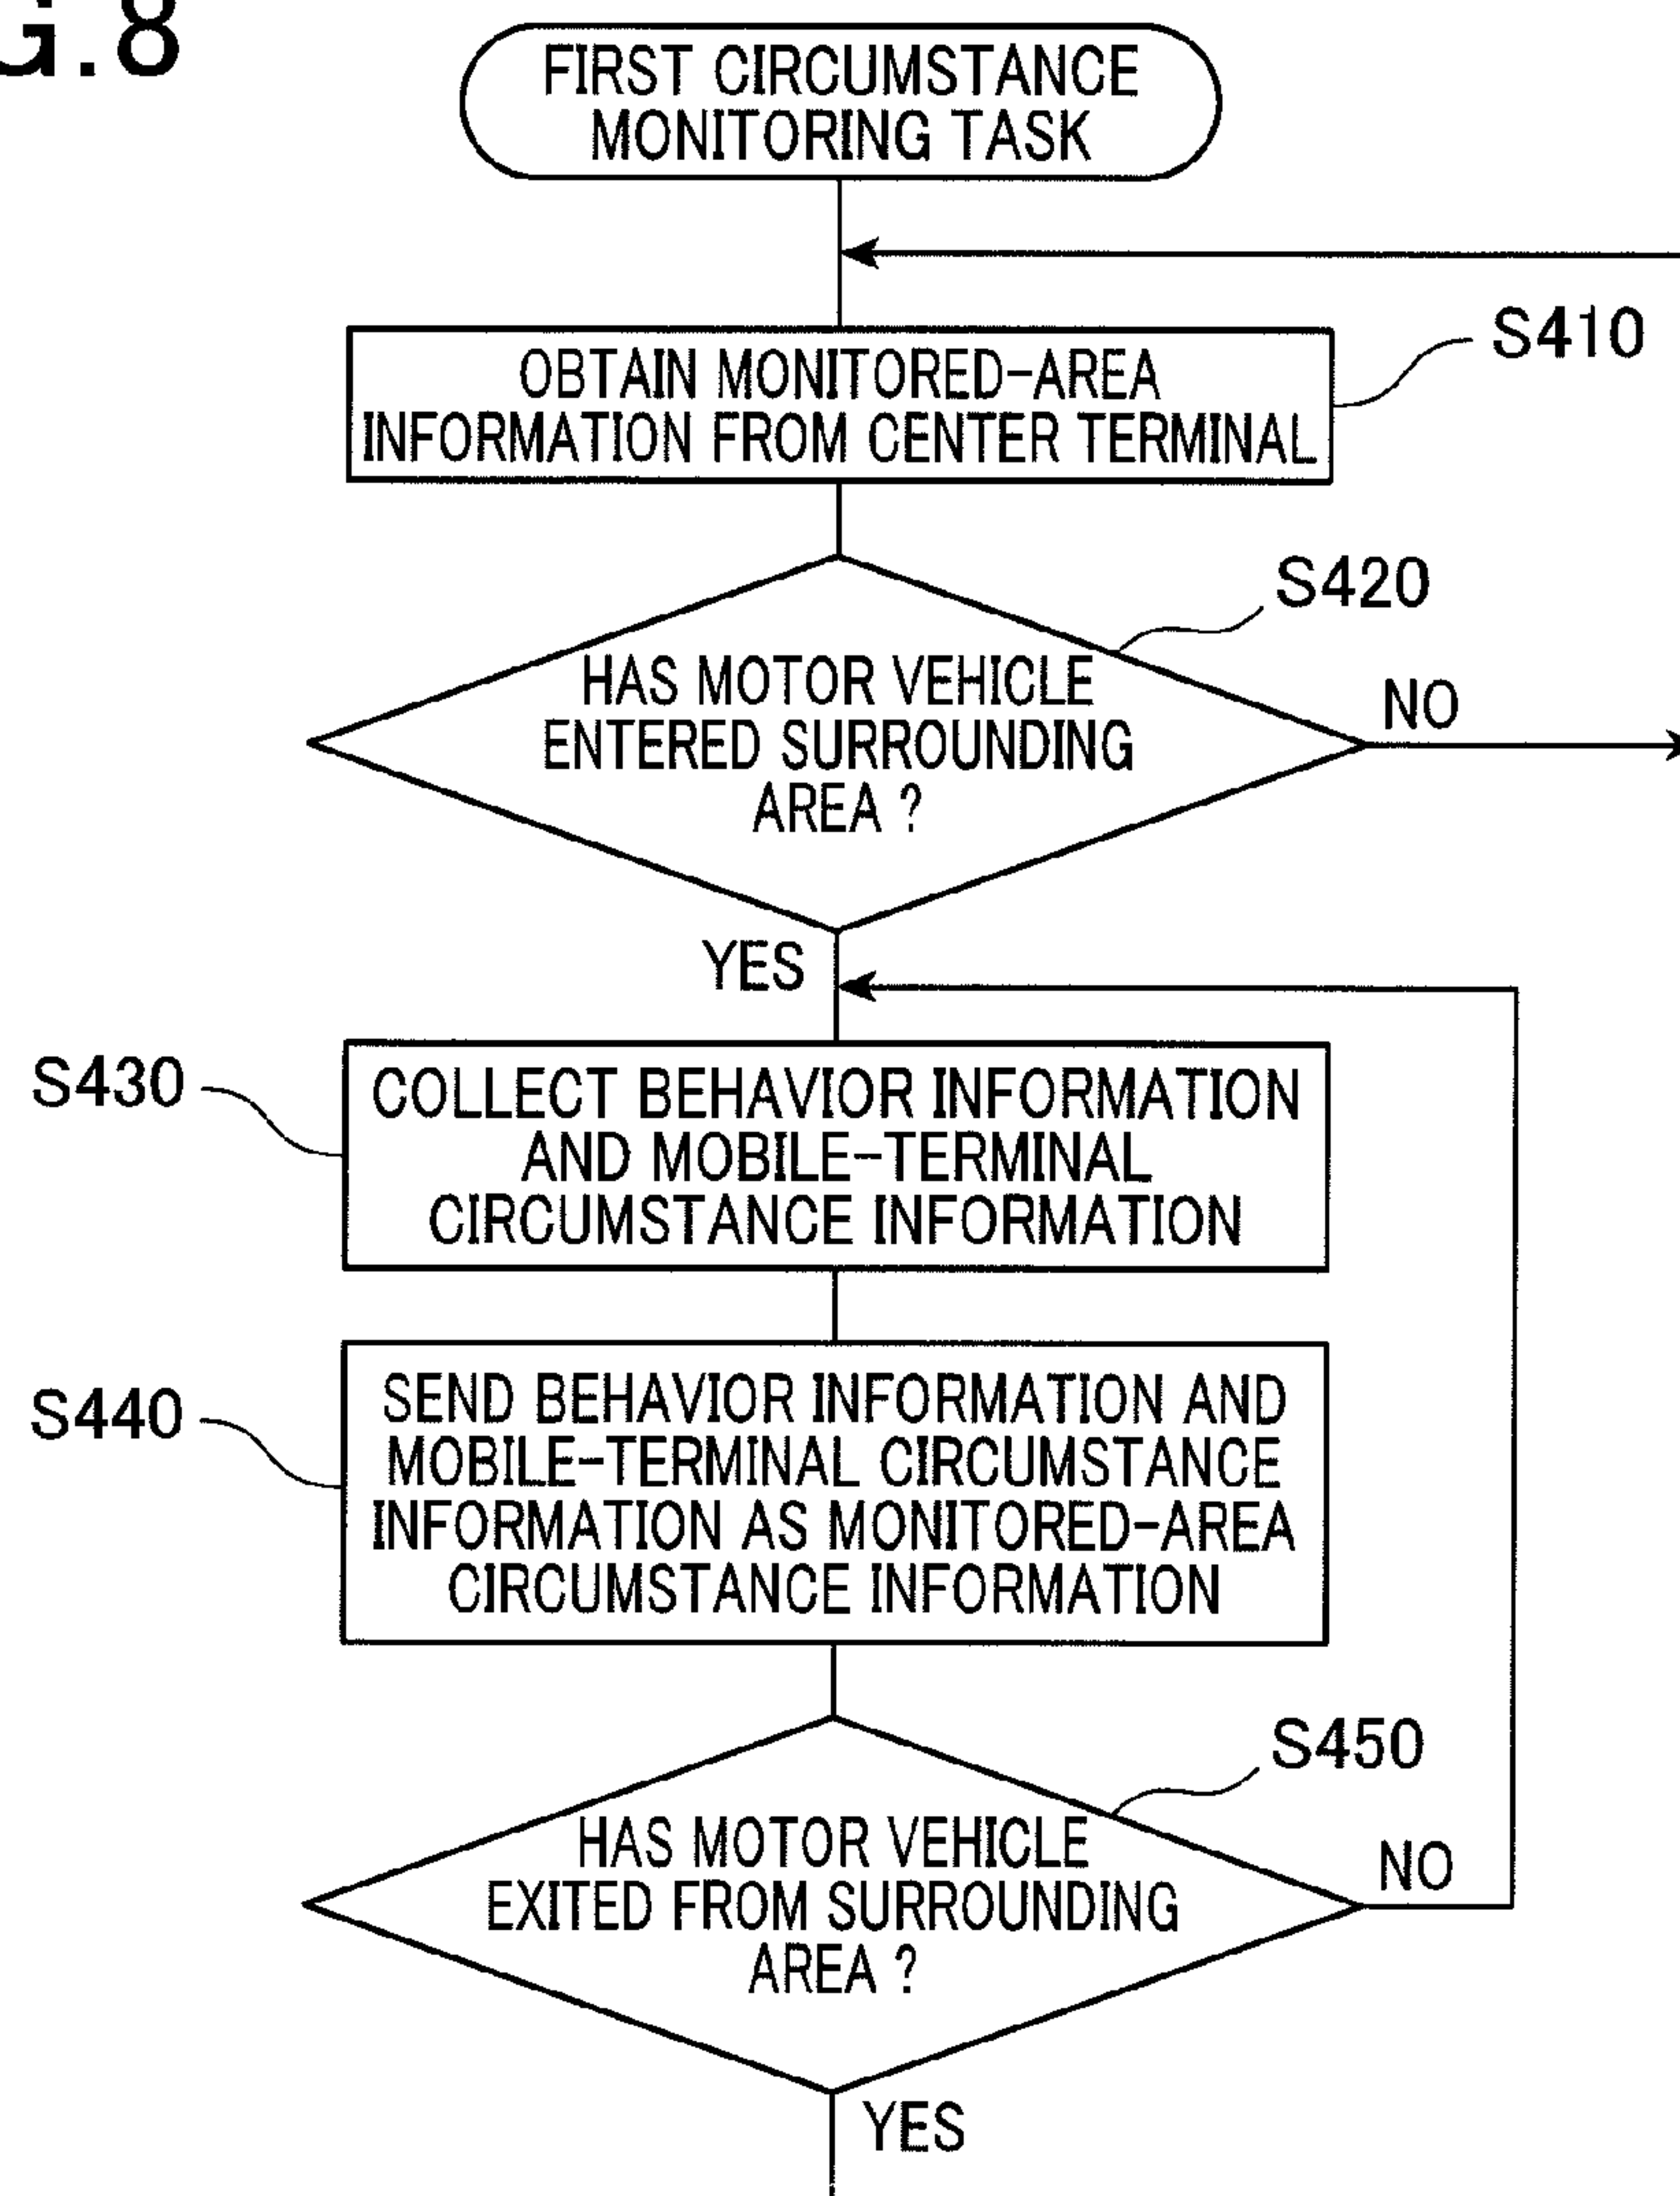 G.8
FIRST CIRCUMSTANCE
MONITORING TASK
S410
OBTAIN MONITORED-AREA
INFORMATION FROM CENTER TERMINAL
S420
HAS MOTOR VEHICLE
ENTERED SURROUNDING
AREA ?
NO
YES
S430
COLLECT BEHAVIOR INFORMATION
AND MOBILE-TERMINAL
CIRCUMSTANCE INFORMATION
S440
SEND BEHAVIOR INFORMATION AND
MOBILE-TERMINAL CIRCUMSTANCE
INFORMATION AS MONITORED-AREA
CIRCUMSTANCE INFORMATION
S450
HAS MOTOR VEHICLE
EXITED FROM SURROUNDING
AREA ?
NO
YES